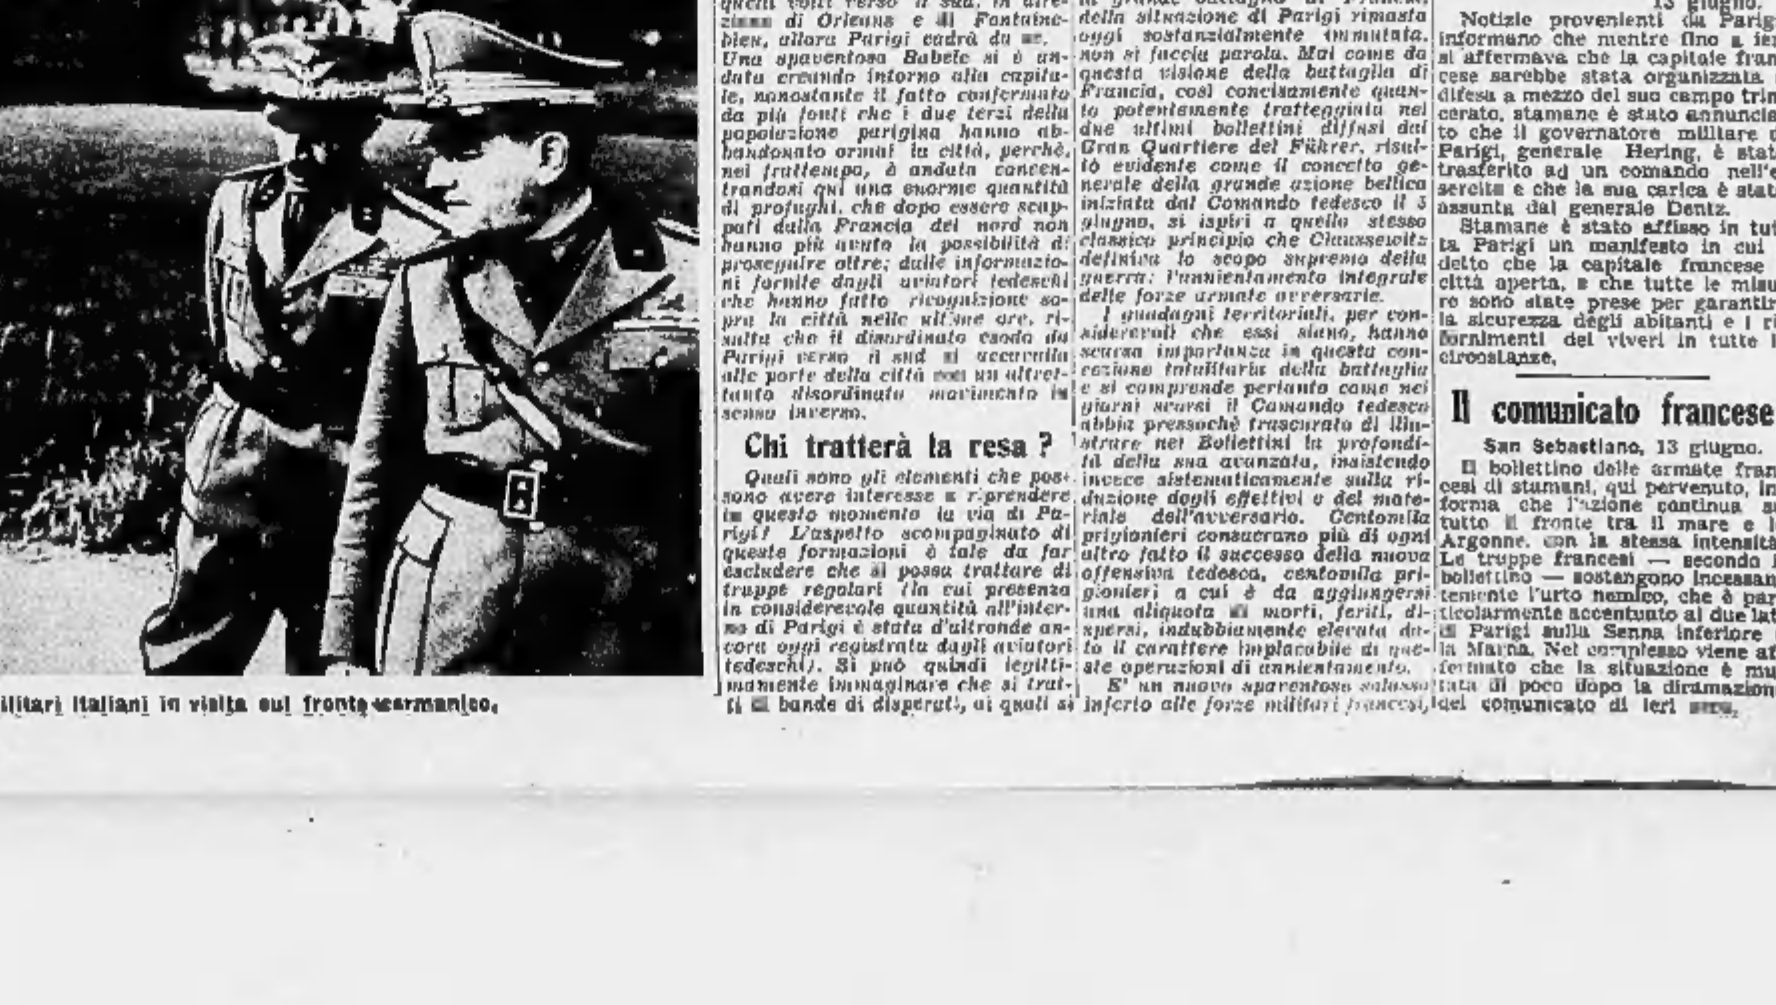 della situazione di Parigi rimasta
oggi sostanzialmente immutata,
non si faccia parola. Mai come da
questa visione della battaglia di
Francia, così concisamente quan-
to potentemente tratteggiata nei
due ultimi bollettini diffusi dal
Gran Quartiere del Führer, risul-
tò evidente come il concetto ge-
nerale della grande azione bellica
iniziata dal Comando tedesco il 5
giugno, si ispiri a quello stesso
classico principio che Claussewitz
definiva lo scopo supremo della
guerra: l'annientamento integrale
delle forze armate avversarie.
I guadagni territoriali, per con-
siderevoli che essi siano, hanno
scarsa importanza in questa con-
cezione totalitaria della battaglia
e si comprende pertanto come nei
giorni scorsi il Comando tedesco
abbia pressochè trascurato di illu-
strare nei Bollettini la profondi-
tà della sua avanzata, insistendo
invece sistematicamente sulla ri-
duzione degli effettivi e del mate-
riale dell'avversario. Centomila
prigionieri consacrano più di ogni
altro fatto il successo della nuova
offensiva tedesca, centomila pri-
gionieri a cui è da aggiungersi
una aliquota di morti, feriti, di-
spersi, indubbiamente elevata da-
to il carattere implacabile di que-
ste operazioni di annientamento.
E' un nuovo spaventoso salasso
inferto alle forze militari francesi,
di Orleans e di Fontaine-
bleu, allora Parigi cadrà da se.
Una spaventosa Babele si è an-
data creando intorno alla capita-
le, nonostante il fatto confermato
da più fonti che i due terzi della
popolazione parigina hanno ab-
bandonato ormai la città, perchè,
nel frattempo, è andata concen-
trandosi qui una enorme quantità
di profughi, che dopo essere scap-
pati dalla Francia del nord non
hanno più avuto la possibilità di
proseguire oltre; dalle informazio-
ni fornite dagli aviatori tedeschi
che hanno fatto ricognizione so-
pra la città nelle ultime ore, ri-
sulta che il disordinato esodo da
Parigi verso il sud si accavalla
alle porte della città con un altret-
tanto disordinato movimento in
senso inverso.
Chi tratterà la resa ?
Quali sono gli elementi che pos-
sono avere interesse a riprendere
in questo momento la via di Pa-
rigi? L'aspetto scompaginato di
queste formazioni è tale da far
escludere che si possa trattare di
truppe regolari (la cui presenza
in considerevole quantità all'inter-
no di Parigi è stata d'altronde an-
cora oggi registrata dagli aviatori
tedeschi). Si può quindi legitti-
mamente immaginare che si trat-
ti di bande di disperati, ai quali si
13 giugno.
Notizie provenienti da Parig
informano che mentre fino a ie
si affermava che la capitale fran
cese sarebbe stata organizzata
difesa a mezzo del suo campo trin
cerato, stamane è stato annuncia
to che il governatore militare d
Parigi, generale Hering, è stat
trasferito ad un comando nell'e
sercito e che la sua carica è stat
assunta dal generale Dentz.
Stamane è stato affisso in tut
ta Parigi un manifesto in cui
detto che la capitale francese
città aperta, e che tutte le misu
re sono state prese per garantir
la sicurezza degli abitanti e i ri
fornimenti dei viveri in tutte l
circostanze.
Il comunicato francese
San Sebastiano, 13 giugno.
Il bollettino delle armate fran
cesi di stamani, qui pervenuto, in
forma che l'azione continua su
tutto il fronte tra il mare e l
Argonne, con la stessa intensità
Le truppe francesi — secondo i
bollettino — sostengono incessan
temente l'urto nemico, che è par
ticolarmente accentuato ai due lat
di Parigi sulla Senna inferiore
la Marna. Nel complesso viene af
fermato che la situazione è mu
tata di poco dopo la diramazion
del comunicato di ieri sera.
ilitari italiani in visita sul fronte germanico.